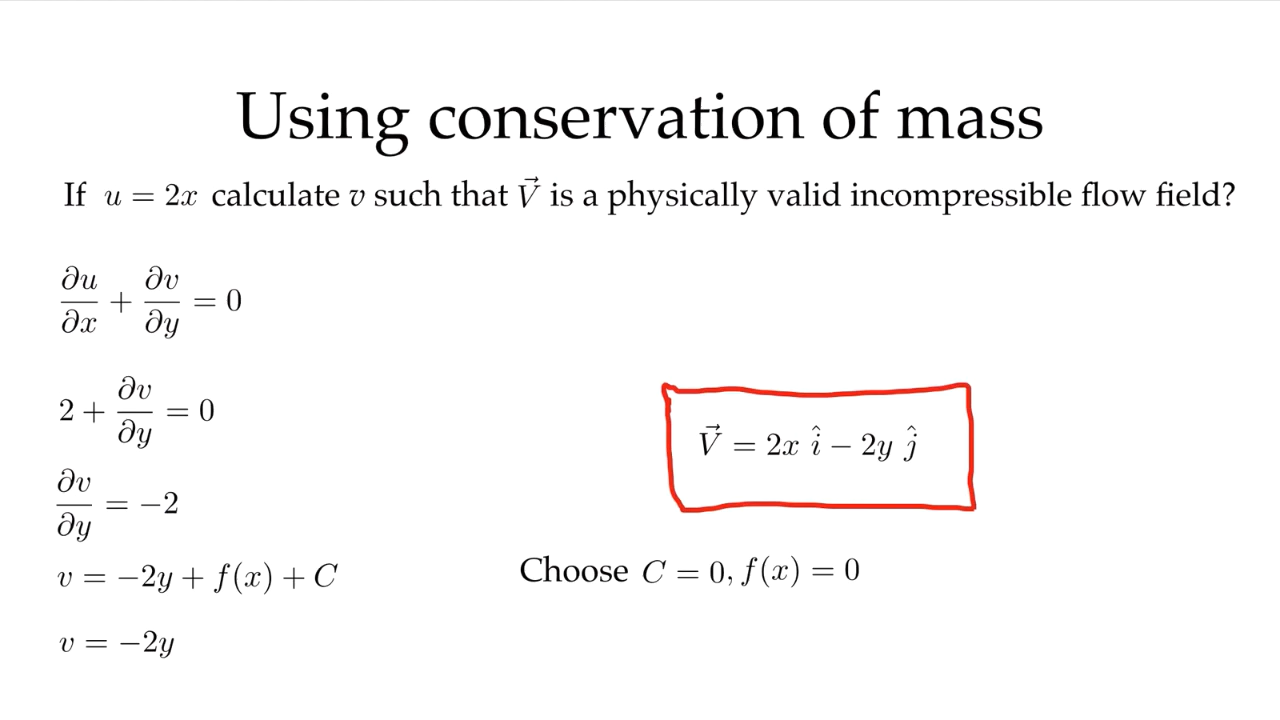 Using conservation of mass
If u = 2x calculate v such that V⃗ is a physically valid incompressible flow field?
∂u/∂x + ∂v/∂y = 0
2 + ∂v/∂y = 0
V⃗ = 2x î − 2y ĵ
∂v/∂y = −2
v = −2y + f(x) + C
Choose C = 0, f(x) = 0
v = −2y